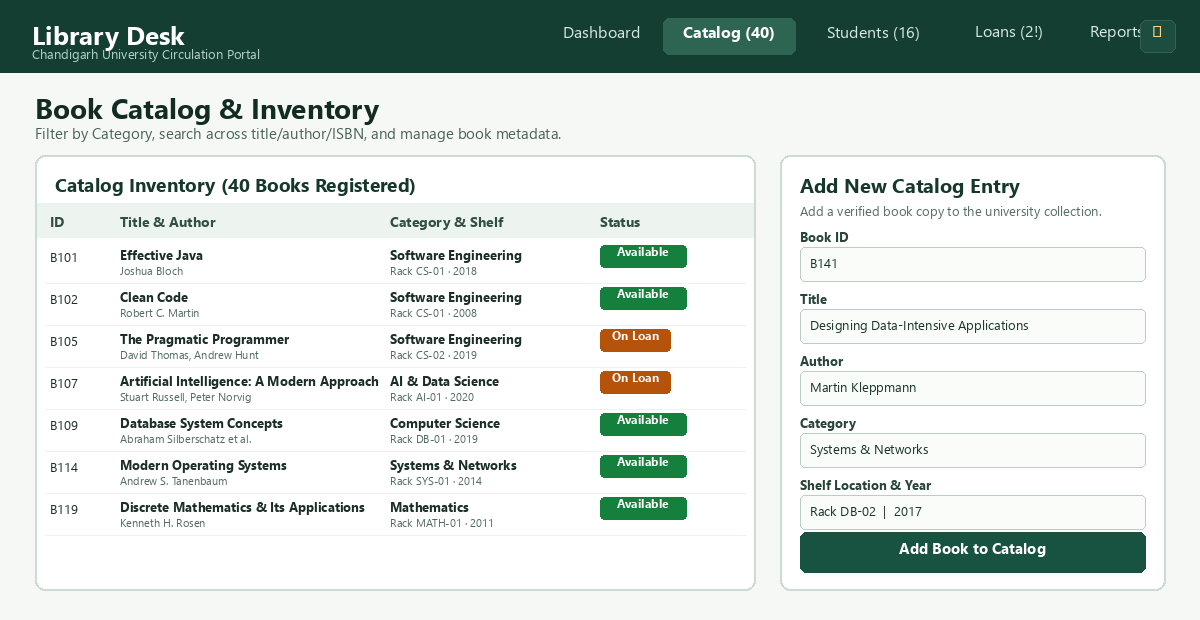 Library Desk
Chandigarh University Circulation Portal
Dashboard
Catalog (40)
Students (16)
Loans (2!)
Reports
Book Catalog & Inventory
Filter by Category, search across title/author/ISBN, and manage book metadata.
Catalog Inventory (40 Books Registered)
ID Title & Author Category & Shelf Status
B101 Effective Java Software Engineering Available
Joshua Bloch Rack CS-01 · 2018
B102 Clean Code Software Engineering Available
Robert C. Martin Rack CS-01 · 2008
B105 The Pragmatic Programmer Software Engineering On Loan
David Thomas, Andrew Hunt Rack CS-02 · 2019
B107 Artificial Intelligence: A Modern Approach AI & Data Science On Loan
Stuart Russell, Peter Norvig Rack AI-01 · 2020
B109 Database System Concepts Computer Science Available
Abraham Silberschatz et al. Rack DB-01 · 2019
B114 Modern Operating Systems Systems & Networks Available
Andrew S. Tanenbaum Rack SYS-01 · 2014
B119 Discrete Mathematics & Its Applications Mathematics Available
Kenneth H. Rosen Rack MATH-01 · 2011
Add New Catalog Entry
Add a verified book copy to the university collection.
Book ID
B141
Title
Designing Data-Intensive Applications
Author
Martin Kleppmann
Category
Systems & Networks
Shelf Location & Year
Rack DB-02 | 2017
Add Book to Catalog